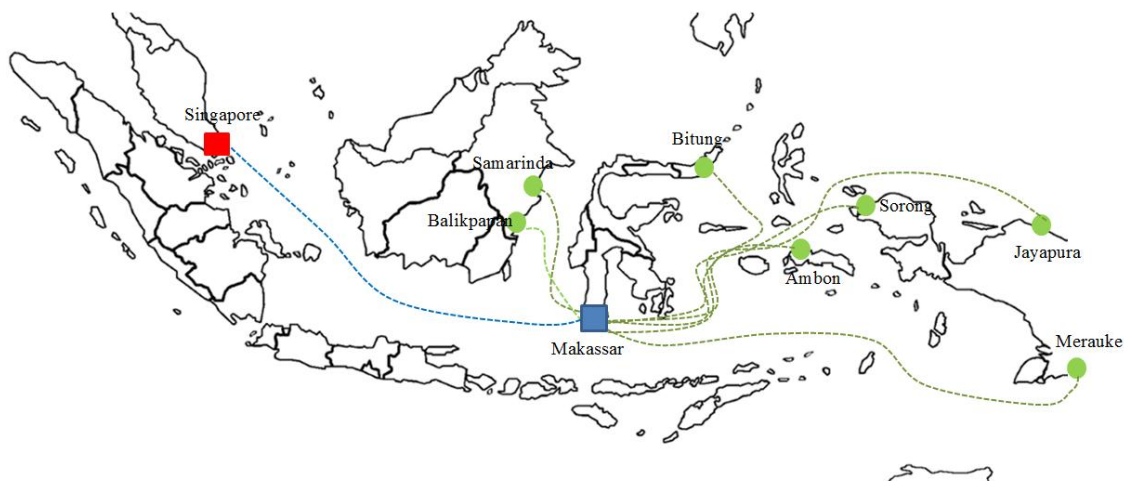 Singapore
Bitung
Samarinda
Sorong
Balikpapan
Jayapura
Ambon
Makassar
Merauke